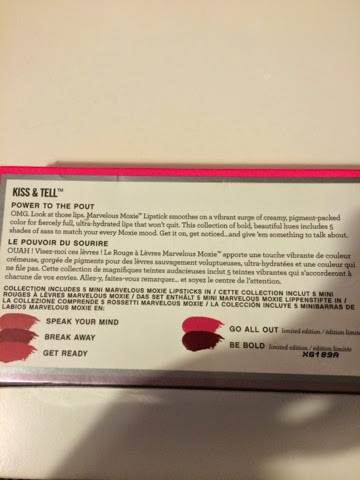 KISS & TELL™
POWER TO THE POUT
OMG. Look at those lips. Marvelous Moxie™ Lipstick smoothes on a vibrant surge of creamy, pigment-packed
color for fiercely full, ultra-hydrated lips that won't quit. This collection of bold, beautiful hues includes 5
shades of sass to match your every Moxie mood. Get it on, get noticed...and give 'em something to talk about.
LE POUVOIR DU SOURIRE
OUAH ! Visez-moi ces lèvres ! Le Rouge à Lèvres Marvelous Moxie™ apporte une touche vibrante de couleur
crémeuse, gorgée de pigments pour des lèvres sauvagement voluptueuses, ultra-hydratées et une couleur qui
ne file pas. Cette collection de magnifiques teintes audacieuses inclut 5 teintes vibrantes qui s'accorderont à
chacune de vos envies. Allez-y, faites-vous remarquer... et soyez le centre de l'attention.
COLLECTION INCLUDES 5 MINI MARVELOUS MOXIE LIPSTICKS IN / CETTE COLLECTION INCLUT 5 MINI
ROUGES À LÈVRES MARVELOUS MOXIE / DAS SET ENTHÄLT 5 MINI MARVELOUS MOXIE LIPPENSTIFTE IN /
LA COLLEZIONE COMPRENDE 5 ROSSETTI MARVELOUS MOXIE / LA COLECCIÓN INCLUYE 5 MINIBARRAS DE
LABIOS MARVELOUS MOXIE EN:
SPEAK YOUR MIND
BREAK AWAY
GET READY
GO ALL OUT limited edition / édition limitée
BE BOLD limited edition / édition limitée
XG189A